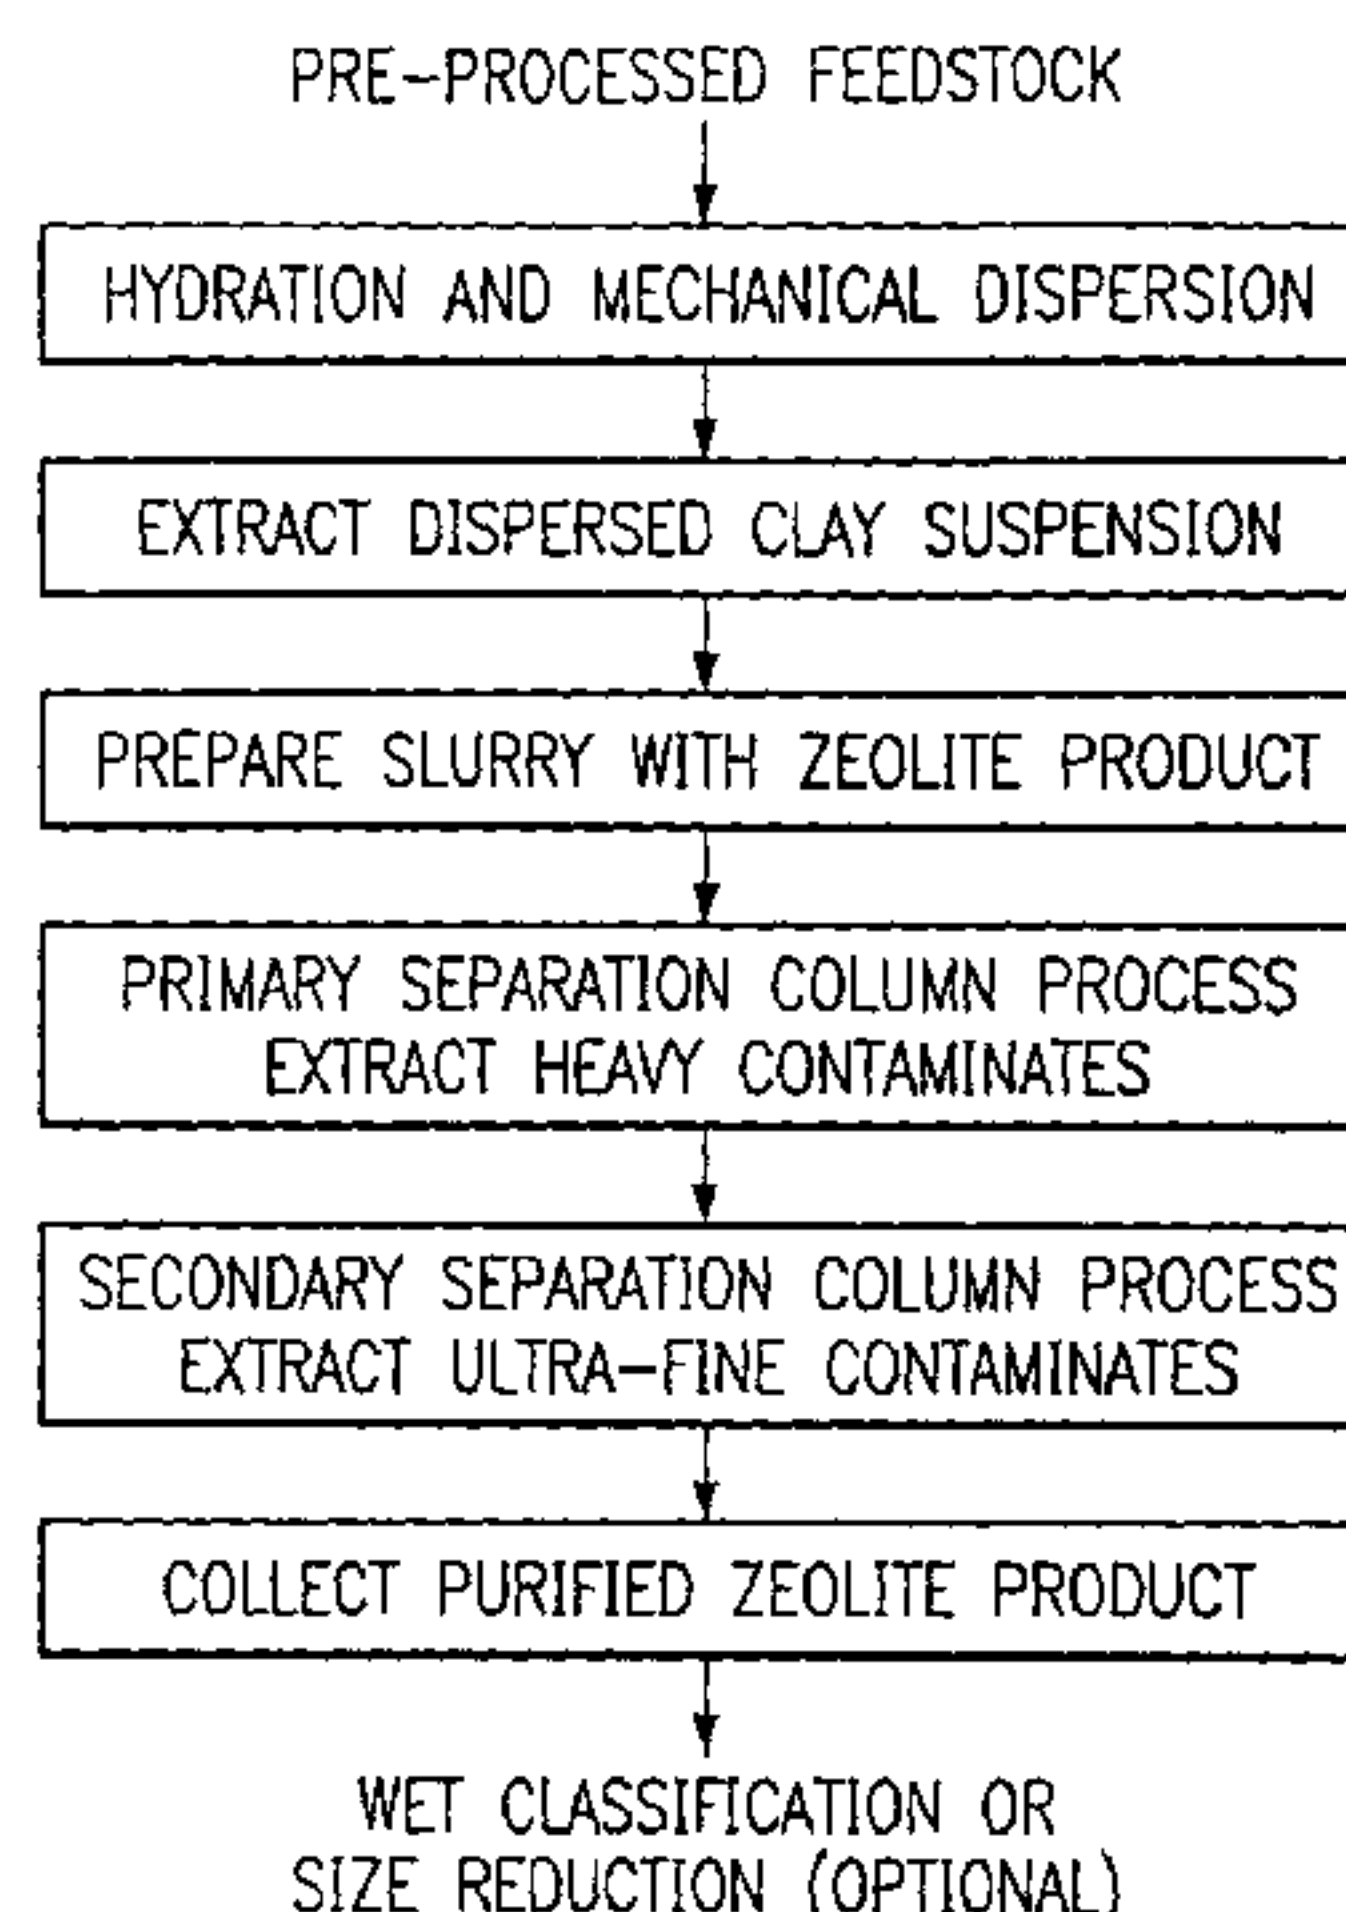 PRE-PROCESSED FEEDSTOCK
HYDRATION AND MECHANICAL DISPERSION
EXTRACT DISPERSED CLAY SUSPENSION
PREPARE SLURRY WITH ZEOLITE PRODUCT
PRIMARY SEPARATION COLUMN PROCESS
EXTRACT HEAVY CONTAMINATES
SECONDARY SEPARATION COLUMN PROCESS
EXTRACT ULTRA-FINE CONTAMINATES
COLLECT PURIFIED ZEOLITE PRODUCT
WET CLASSIFICATION OR
SIZE REDUCTION (OPTIONAL)